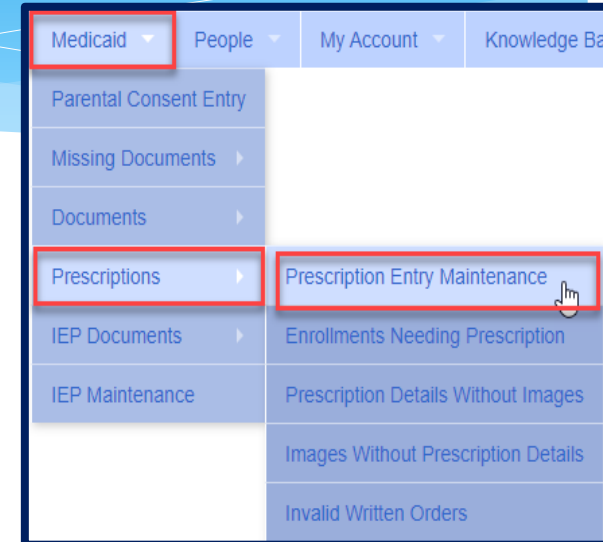 Medicaid People My Account Knowledge
Parental Consent Entry
Missing Documents
Documents
Prescriptions Prescription Entry Maintenance
IEP Documents Enrollments Needing Prescription
IEP Maintenance Prescription Details Without Images
Images Without Prescription Details
Invalid Written Orders